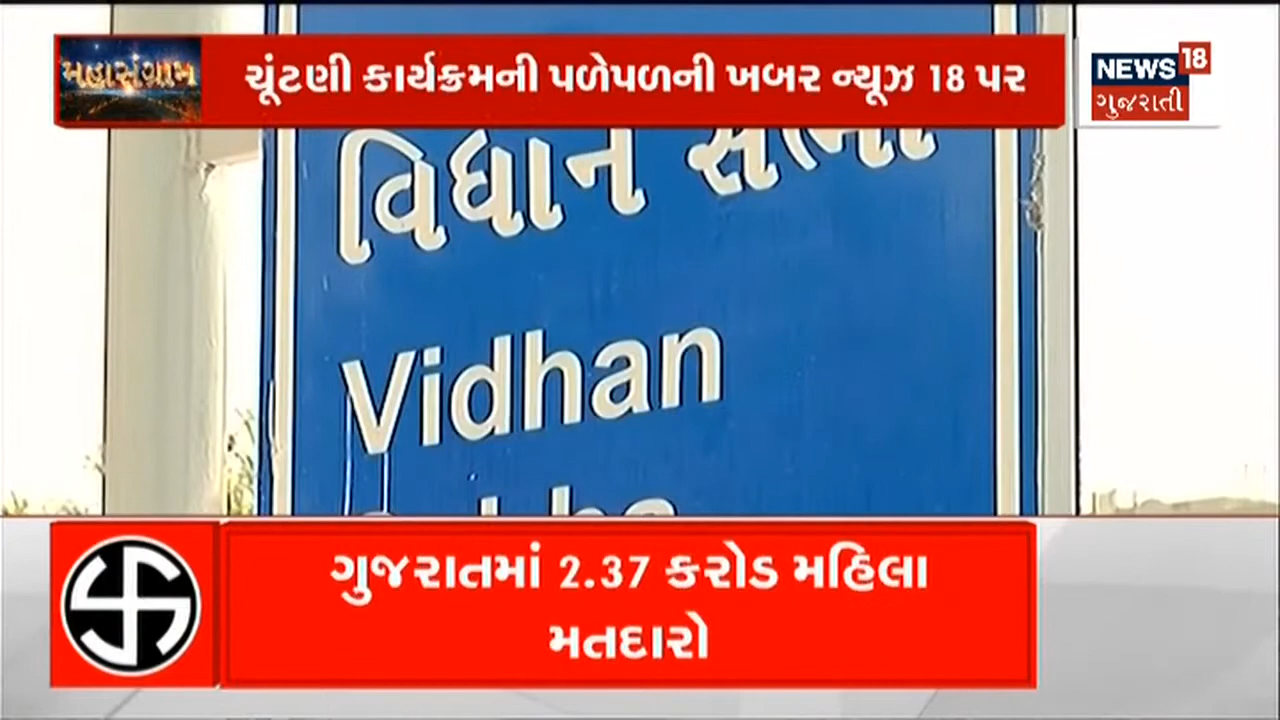 મહાસંગ્રામ
ચૂંટણી કાર્યક્રમની પળેપળની ખબર ન્યૂઝ 18 પર
NEWS 18
ગુજરાતી
વિધાન સભા
Vidhan
ગુજરાતમાં 2.37 કરોડ મહિલા
મતદારો